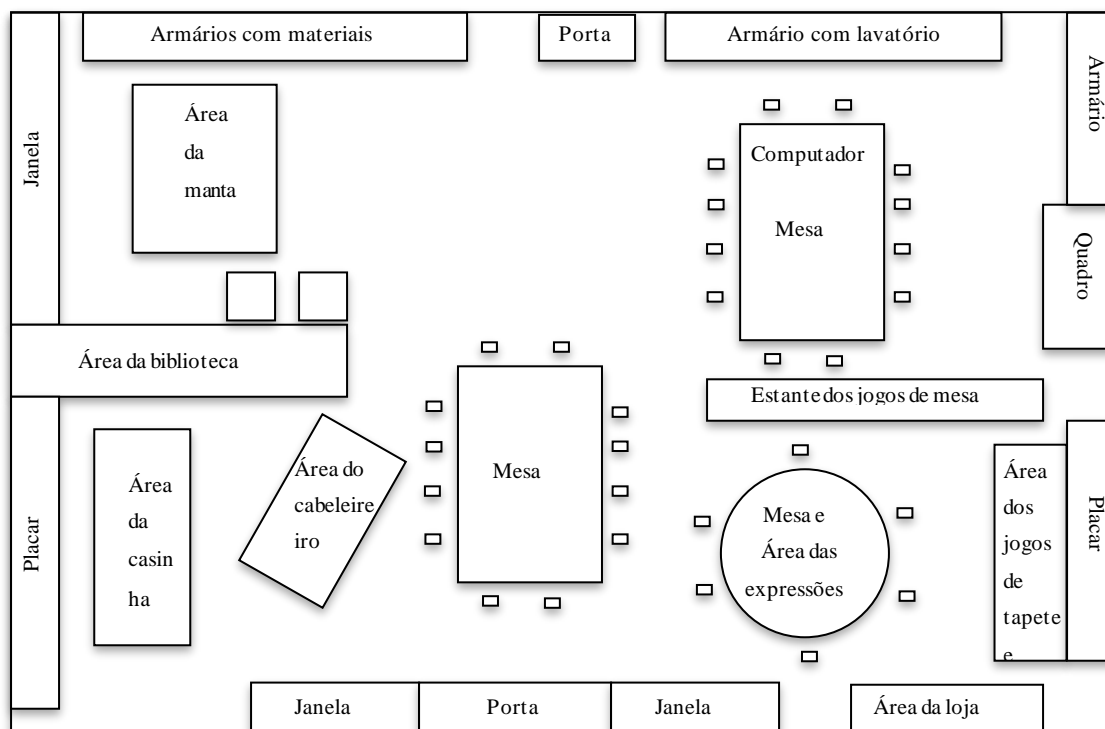 Armários com materiais
Porta
Armário com lavatório
Armário
Janela
Área
da
manta
Computador
Mesa
Quadro
Área da biblioteca
Estante dos jogos de mesa
Placar
Área
da
casin
ha
Área do
cabeleire
iro
Mesa
Mesa e
Área das
expressões
Área
dos
jogos
de
tapete
e
Placar
Janela
Porta
Janela
Área da loja